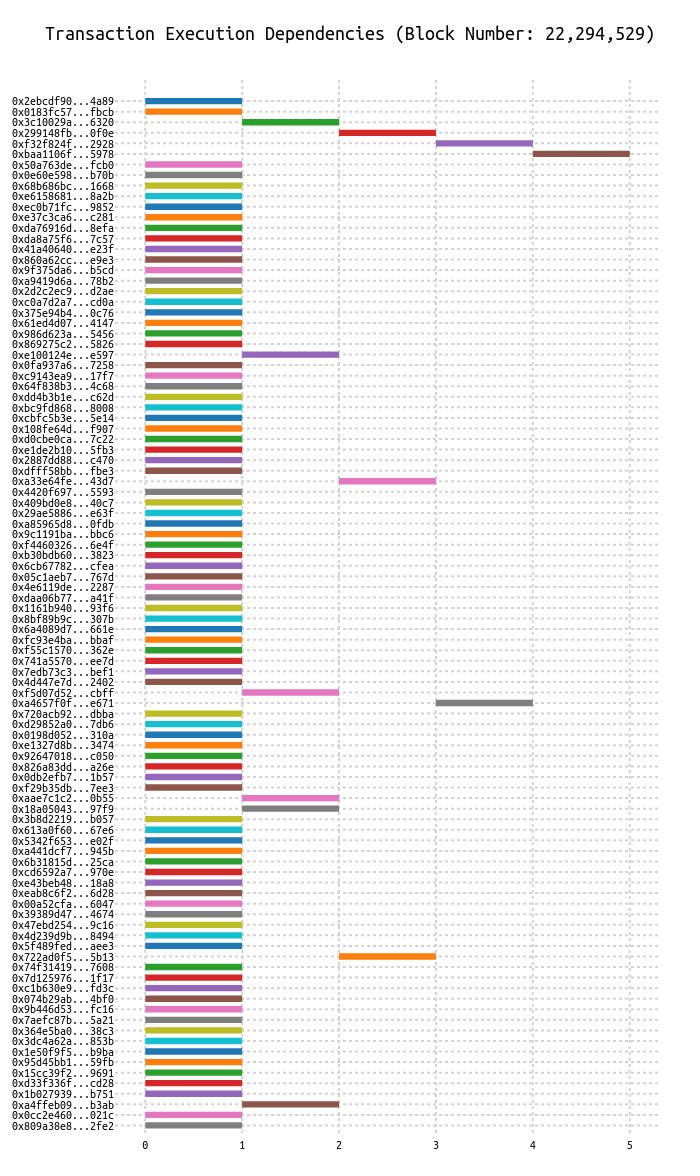 Transaction Execution Dependencies (Block Number: 22,294,529)
0x2ebcdf90...4a89
0x0183fc57...fbcb
0x3c10029a...6320
0x299148fb...0f0e
0xf32f824f...2928
0xbaa1106f...5978
0x50a763de...fcb0
0x0e60e598...b70b
0x68b686bc...1668
0xe6158681...8a2b
0xec0b71fc...9852
0xe37c3ca6...c281
0xda76916d...8efa
0xda8a75f6...7c57
0x41a40640...e23f
0x860a62cc...e9e3
0x9f375da6...b5cd
0xa9419d6a...78b2
0x2d2c2ec9...d2ae
0xc0a7d2a7...cd0a
0x375e94b4...0c76
0x61ed4d07...4147
0x986d623a...5456
0x869275c2...5826
0xe100124e...e597
0x0fa937a6...7258
0xc9143ea9...17f7
0x64f838b3...4c68
0xdd4b3b1e...c62d
0xbc9fd868...8008
0xcbfc5b3e...5e14
0x108fe64d...f907
0xd0cbe0ca...7c22
0xe1de2b10...5fb3
0x2887dd88...c470
0xdfff58bb...fbe3
0xa33e64fe...43d7
0x4420f697...5593
0x409bd0e8...40c7
0x29ae5886...e63f
0xa85965d8...0fdb
0x9c1191ba...bbc6
0xf4460326...6e4f
0xb30bdb60...3823
0x6cb67782...cfea
0x05c1aeb7...767d
0x4e6119de...2287
0xdaa06b77...a41f
0x1161b940...93f6
0x8bf89b9c...307b
0x6a4089d7...661e
0xfc93e4ba...bbaf
0xf55c1570...362e
0x741a5570...ee7d
0x7edb73c3...bef1
0x4d447e7d...2402
0xf5d07d52...cbff
0xa4657f0f...e671
0x720acb92...dbba
0xd29852a0...7db6
0x0198d052...310a
0xe1327d8b...3474
0x92647018...c050
0x826a83dd...a26e
0x0db2efb7...1b57
0xf29b35db...7ee3
0xaae7c1c2...0b55
0x18a05043...97f9
0x3b8d2219...b057
0x613a0f60...67e6
0x5342f653...e02f
0xa441dcf7...945b
0x6b31815d...25ca
0xcd6592a7...970e
0xe43beb48...18a8
0xeab8c6f2...6d28
0x00a52cfa...6047
0x39389d47...4674
0x47ebd254...9c16
0x4d239d9b...8494
0x5f489fed...aee3
0x722ad0f5...5b13
0x74f31419...7608
0x7d125976...1f17
0xc1b630e9...fd3c
0x074b29ab...4bf0
0x9b446d53...fc16
0x7aefc87b...5a21
0x364e5ba0...38c3
0x3dc4a62a...853b
0x1e50f9f5...b9ba
0x95d45bb1...59fb
0x15cc39f2...9691
0xd33f336f...cd28
0x1b027939...b751
0xa4ffeb09...b3ab
0x0cc2e460...021c
0x809a38e8...2fe2
0 1 2 3 4 5